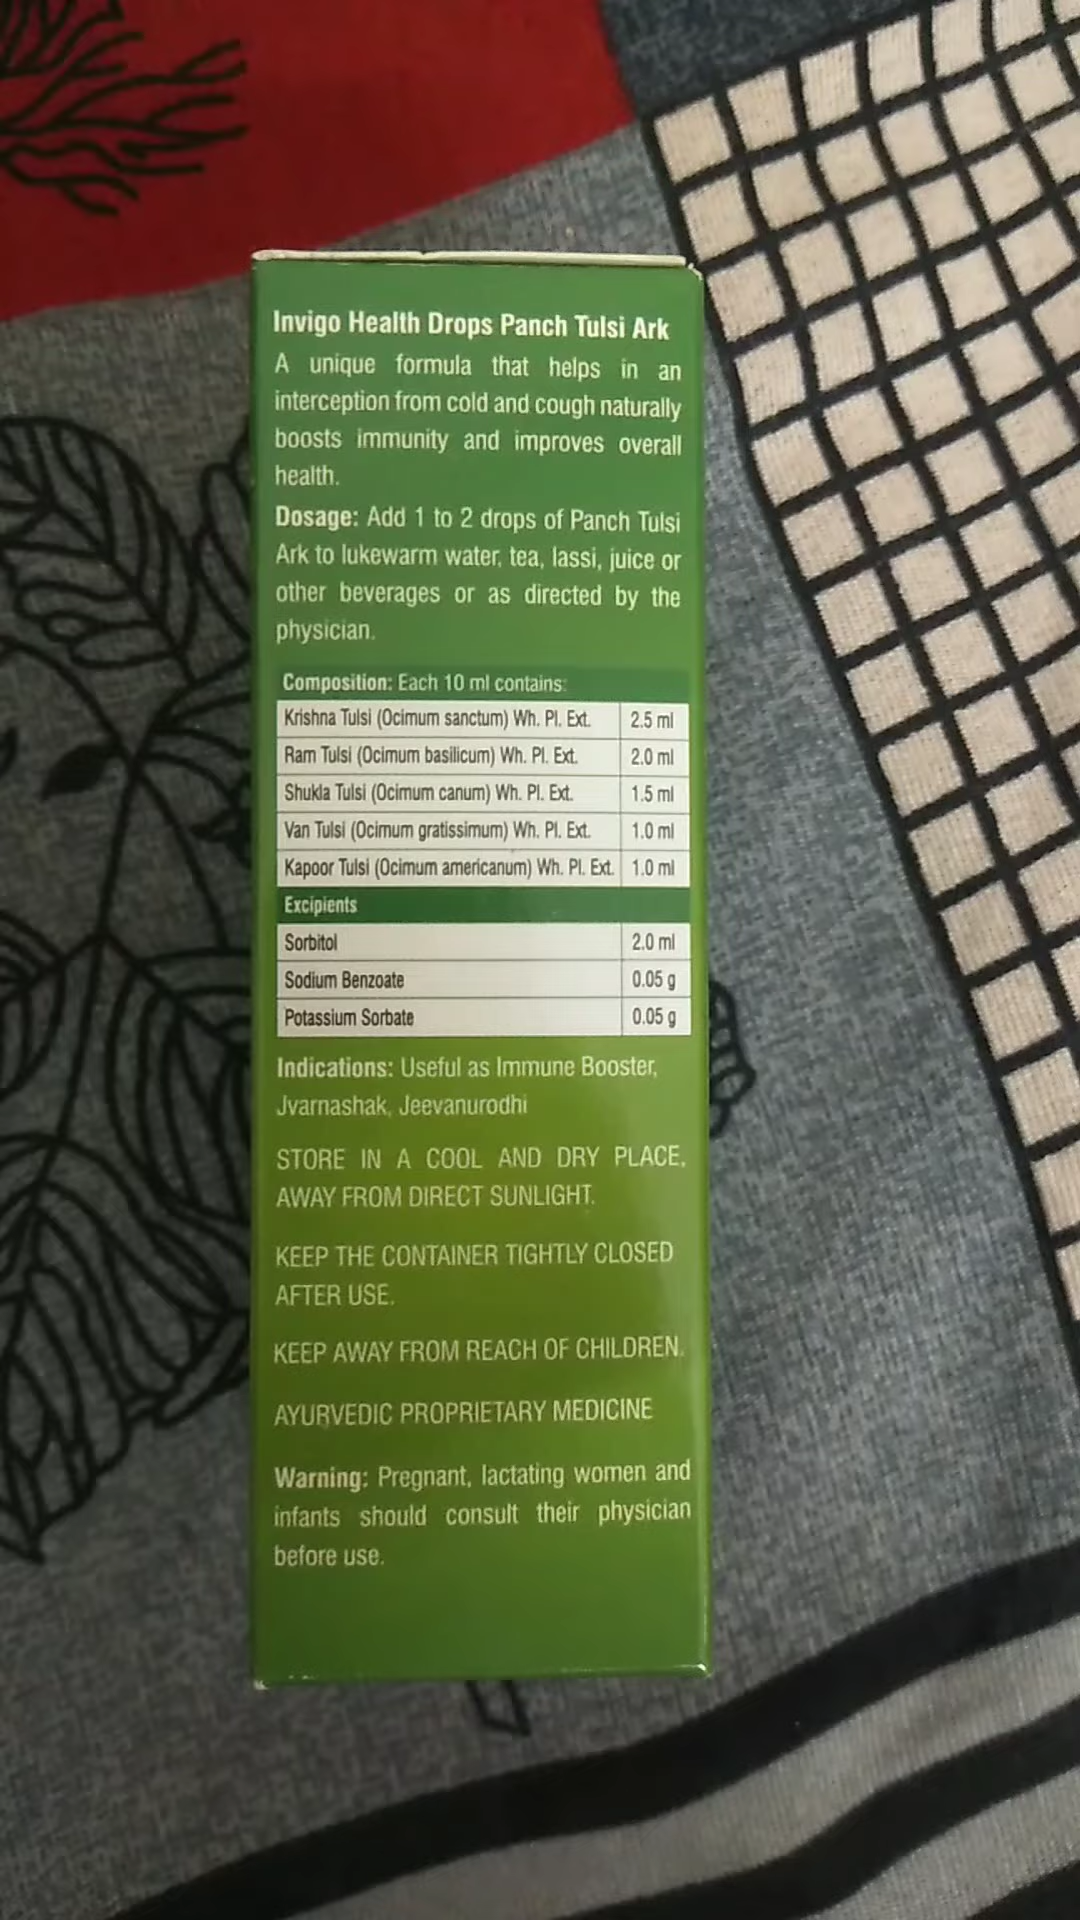 Invigo Health Drops Panch Tulsi Ark
A unique formula that helps in an
interception from cold and cough naturally
boosts immunity and improves overall
health.
Dosage: Add 1 to 2 drops of Panch Tulsi
Ark to lukewarm water, tea, lassi, juice or
other beverages or as directed by the
physician.
Composition: Each 10 ml contains:
Krishna Tulsi (Ocimum sanctum) Wh. Pl. Ext. 2.5 ml
Ram Tulsi (Ocimum basilicum) Wh. Pl. Ext. 2.0 ml
Shukla Tulsi (Ocimum canum) Wh. Pl. Ext. 1.5 ml
Van Tulsi (Ocimum gratissimum) Wh. Pl. Ext. 1.0 ml
Kapoor Tulsi (Ocimum americanum) Wh. Pl. Ext. 1.0 ml
Excipients
Sorbitol 2.0 ml
Sodium Benzoate 0.05 g
Potassium Sorbate 0.05 g
Indications: Useful as Immune Booster,
Jvarnashak, Jeevanurodhi
STORE IN A COOL AND DRY PLACE,
AWAY FROM DIRECT SUNLIGHT.
KEEP THE CONTAINER TIGHTLY CLOSED
AFTER USE.
KEEP AWAY FROM REACH OF CHILDREN.
AYURVEDIC PROPRIETARY MEDICINE
Warning: Pregnant, lactating women and
infants should consult their physician
before use.